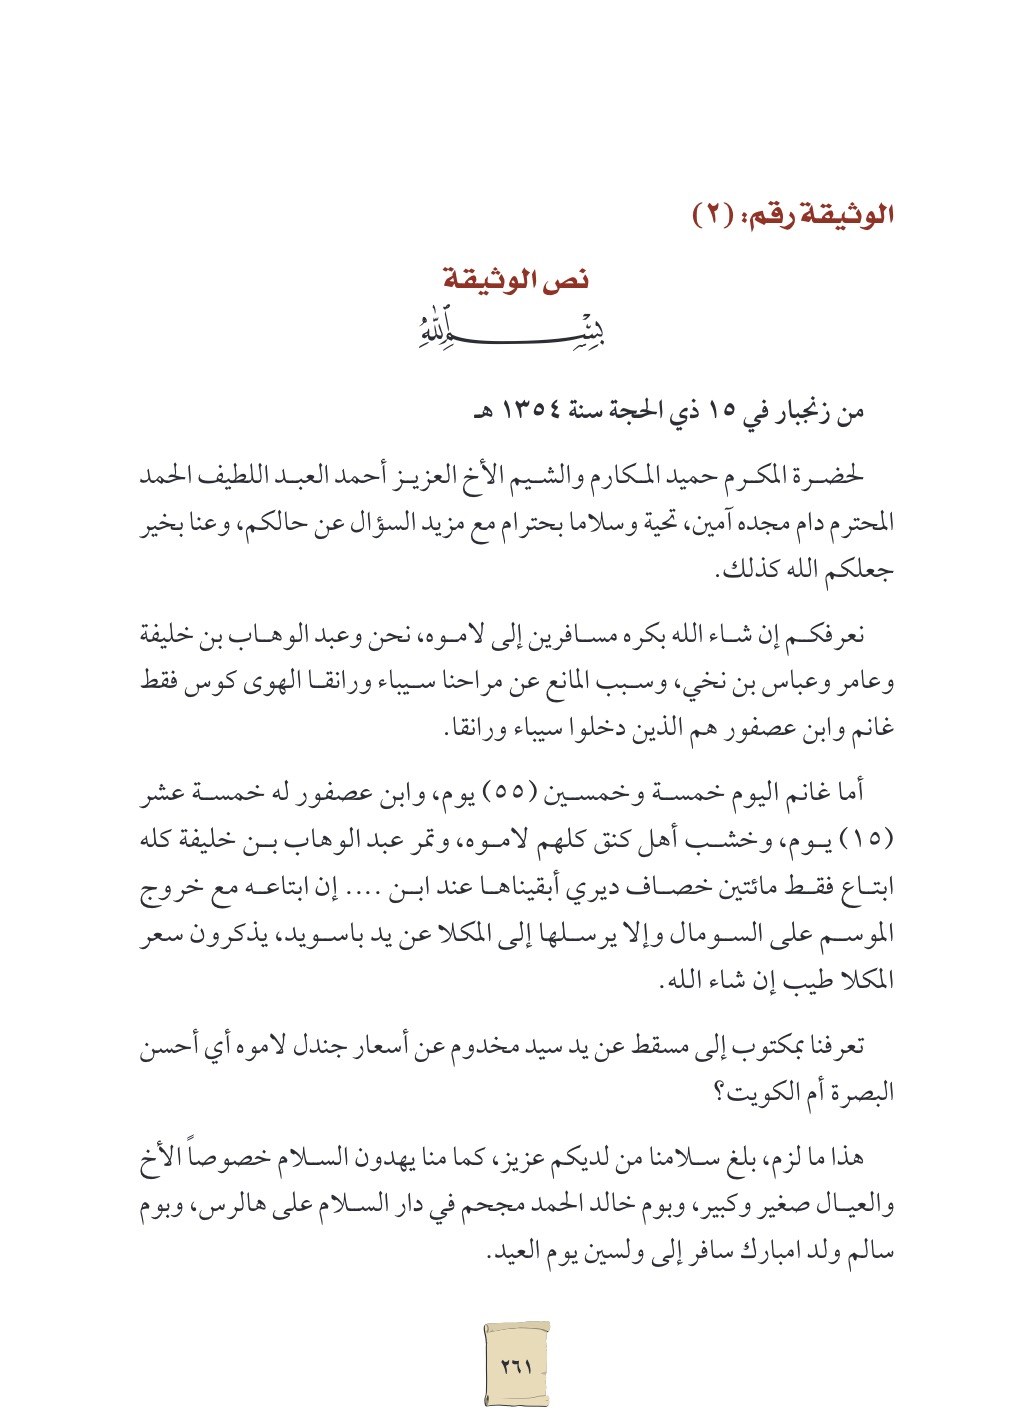 الوثيقة رقم: (٢)
نص الوثيقة
بسم الله
من زنجبار في ١٥ ذي الحجة سنة ١٣٥٤ هـ
لحضرة المكرم حميد المكارم والشيم الأخ العزيز أحمد العبد اللطيف الحمد
المحترم دام مجده آمين، تحية وسلاما بحترام مع مزيد السؤال عن حالكم، وعنا بخير
جعلكم الله كذلك.
نعرفكم إن شاء الله بكره مسافرين إلى لاموه، نحن وعبد الوهاب بن خليفة
وعامر وعباس بن نخي، وسبب المانع عن مراحنا سيباء ورانقا الهوى كوس فقط
غانم وابن عصفور هم الذين دخلوا سيباء ورانقا.
أما غانم اليوم خمسة وخمسين (٥٥) يوم، وابن عصفور له خمسة عشر
(١٥) يوم، وخشب أهل كنق كلهم لاموه، وتمر عبد الوهاب بن خليفة كله
ابتاع فقط مائتين خصاف ديري أبقيناها عند ابن .... إن ابتاعه مع خروج
الموسم على السومال وإلا يرسلها إلى المكلا عن يد باسويد، يذكرون سعر
المكلا طيب إن شاء الله.
تعرفنا بمكتوب إلى مسقط عن يد سيد مخدوم عن أسعار جندل لاموه أي أحسن
البصرة أم الكويت؟
هذا ما لزم، بلغ سلامنا من لديكم عزيز، كما منا يهدون السلام خصوصاً الأخ
والعيال صغير وكبير، وبوم خالد الحمد مجحم في دار السلام على هالرس، وبوم
سالم ولد امبارك سافر إلى ولسين يوم العيد.
٢٦١